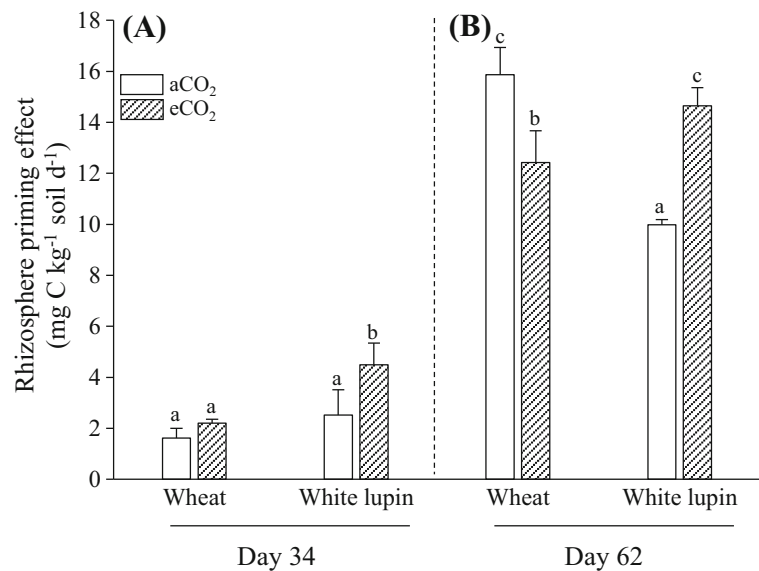 Rhizosphere priming effect
(mg C kg⁻¹ soil d⁻¹)
18
16
14
12
10
8
6
4
2
0
(A)
aCO₂
eCO₂
a
a
a
b
Wheat
White lupin
Day 34
(B)
c
b
a
c
Wheat
White lupin
Day 62